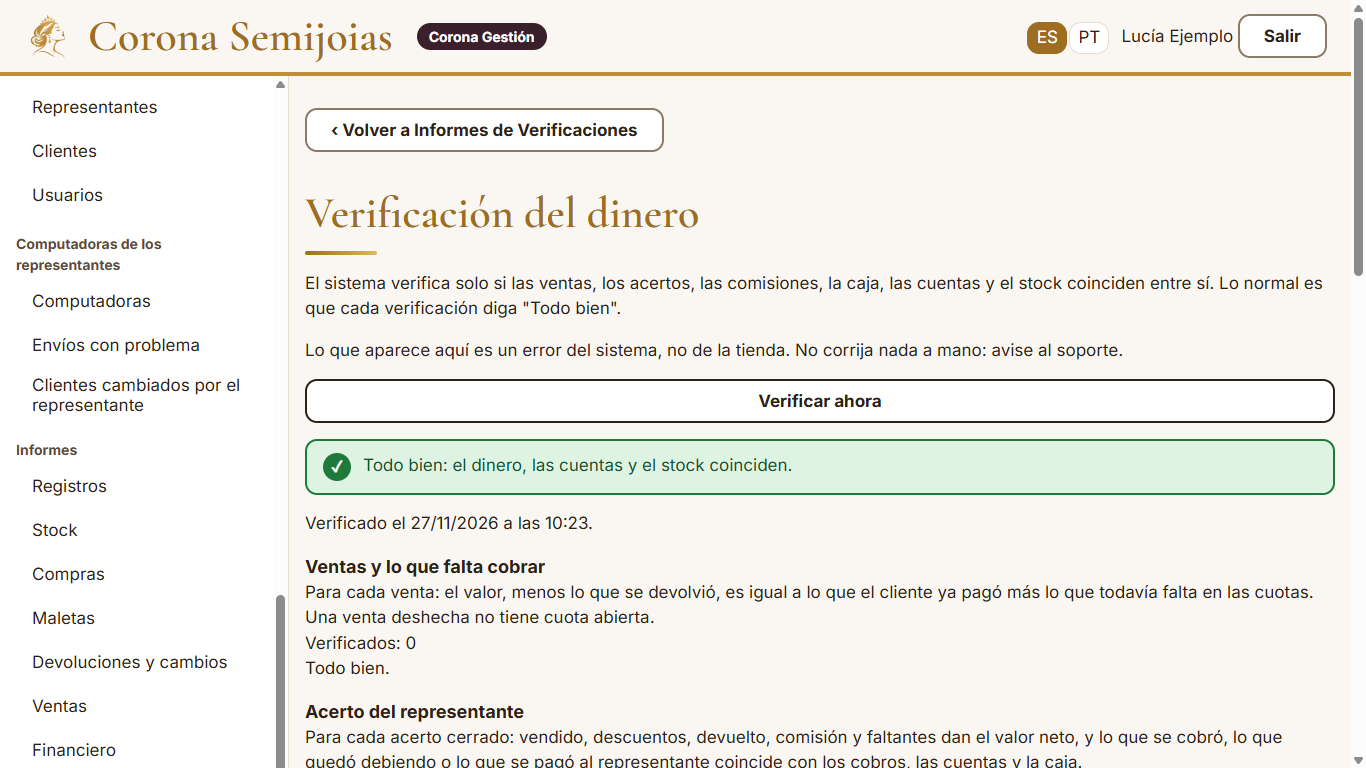 Corona Semijoias
Corona Gestión
ES
PT
Lucía Ejemplo
Salir
Representantes
Clientes
Usuarios
Computadoras de los
representantes
Computadoras
Envíos con problema
Clientes cambiados por el
representante
Informes
Registros
Stock
Compras
Maletas
Devoluciones y cambios
Ventas
Financiero
‹ Volver a Informes de Verificaciones
Verificación del dinero
El sistema verifica solo si las ventas, los acertos, las comisiones, la caja, las cuentas y el stock coinciden entre sí. Lo normal es
que cada verificación diga "Todo bien".
Lo que aparece aquí es un error del sistema, no de la tienda. No corrija nada a mano: avise al soporte.
Verificar ahora
Todo bien: el dinero, las cuentas y el stock coinciden.
Verificado el 27/11/2026 a las 10:23.
Ventas y lo que falta cobrar
Para cada venta: el valor, menos lo que se devolvió, es igual a lo que el cliente ya pagó más lo que todavía falta en las cuotas.
Una venta deshecha no tiene cuota abierta.
Verificados: 0
Todo bien.
Acerto del representante
Para cada acerto cerrado: vendido, descuentos, devuelto, comisión y faltantes dan el valor neto, y lo que se cobró, lo que
quedó debiendo o lo que se pagó al representante coincide con los cobros, las cuentas y la caja.